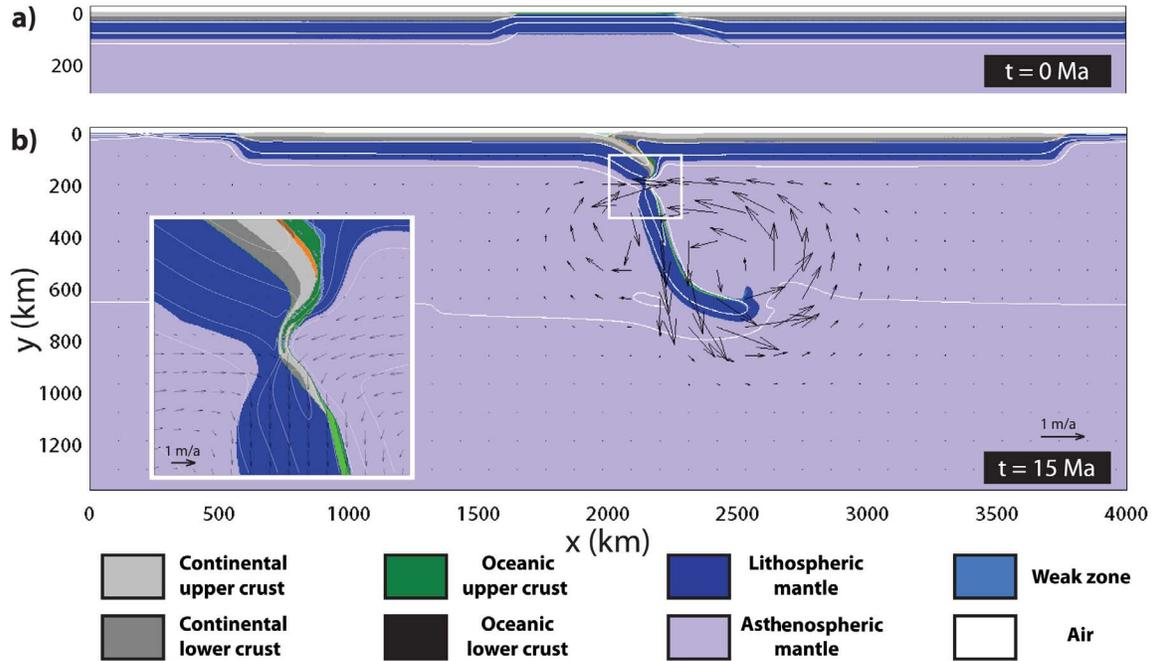 a)
0
200
t = 0 Ma
b)
0
200
400
600
800
1000
1200
y (km)
1 m/a
1 m/a
t = 15 Ma
0 500 1000 1500 2000 2500 3000 3500 4000
x (km)
Continental
upper crust
Oceanic
upper crust
Lithospheric
mantle
Weak zone
Continental
lower crust
Oceanic
lower crust
Asthenospheric
mantle
Air